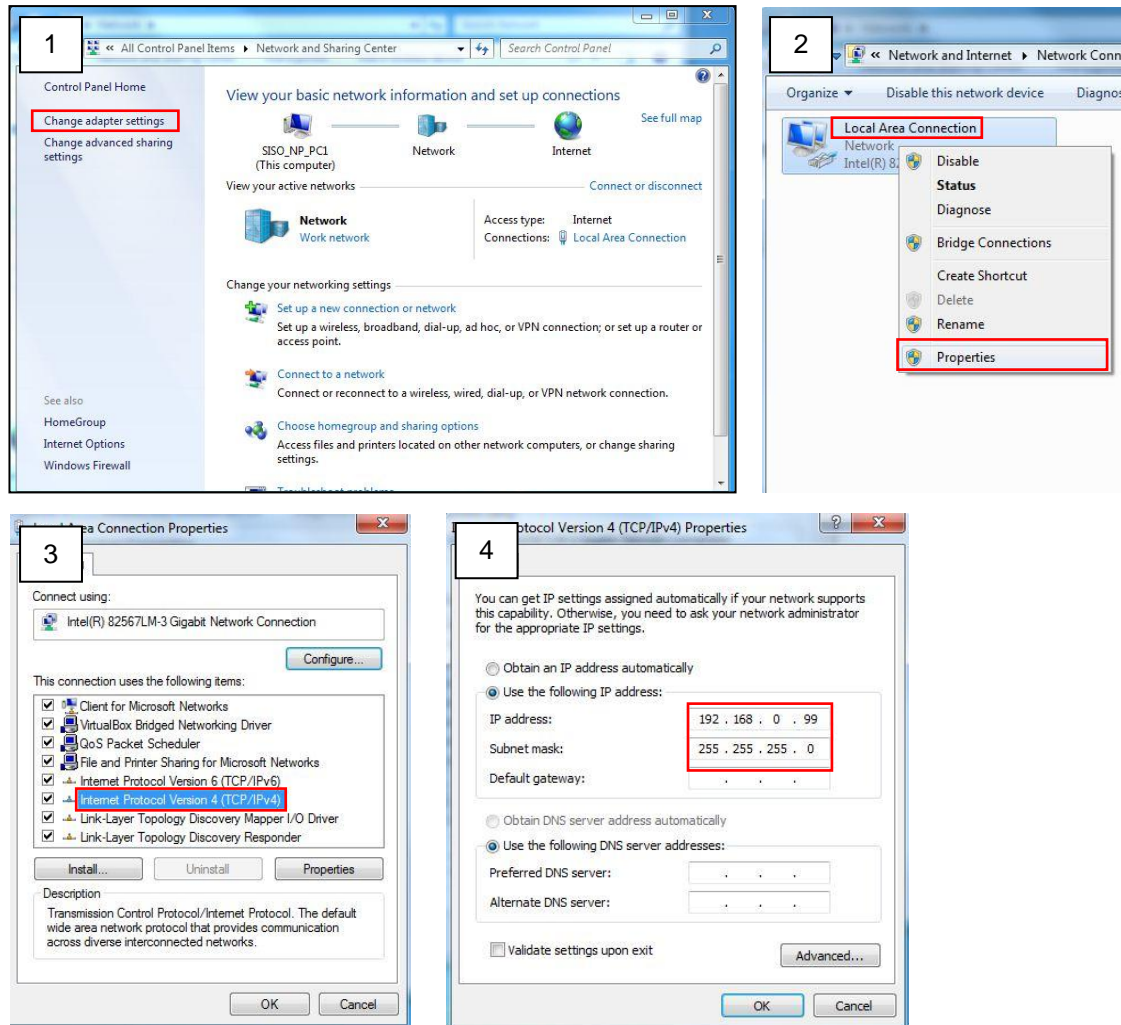 1
« All Control Panel Items ▸ Network and Sharing Center
Search Control Panel
Control Panel Home
Change adapter settings
Change advanced sharing
settings
See also
HomeGroup
Internet Options
Windows Firewall
View your basic network information and set up connections
See full map
SISO_NP_PC1
(This computer)
Network
Internet
View your active networks
Connect or disconnect
Network
Work network
Access type: Internet
Connections: Local Area Connection
Change your networking settings
Set up a new connection or network
Set up a wireless, broadband, dial-up, ad hoc, or VPN connection; or set up a router or
access point.
Connect to a network
Connect or reconnect to a wireless, wired, dial-up, or VPN network connection.
Choose homegroup and sharing options
Access files and printers located on other network computers, or change sharing
settings.
Troubleshoot problems
2
« Network and Internet ▸ Network Conn
Organize ▾ Disable this network device Diagnos
Local Area Connection
Network
Intel(R) 8
Disable
Status
Diagnose
Bridge Connections
Create Shortcut
Delete
Rename
Properties
3
ea Connection Properties
Connect using:
Intel(R) 82567LM-3 Gigabit Network Connection
Configure...
This connection uses the following items:
Client for Microsoft Networks
VirtualBox Bridged Networking Driver
QoS Packet Scheduler
File and Printer Sharing for Microsoft Networks
Internet Protocol Version 6 (TCP/IPv6)
Internet Protocol Version 4 (TCP/IPv4)
Link-Layer Topology Discovery Mapper I/O Driver
Link-Layer Topology Discovery Responder
Install... Uninstall Properties
Description
Transmission Control Protocol/Internet Protocol. The default
wide area network protocol that provides communication
across diverse interconnected networks.
OK Cancel
4
otocol Version 4 (TCP/IPv4) Properties
You can get IP settings assigned automatically if your network supports
this capability. Otherwise, you need to ask your network administrator
for the appropriate IP settings.
Obtain an IP address automatically
Use the following IP address:
IP address: 192 . 168 . 0 . 99
Subnet mask: 255 . 255 . 255 . 0
Default gateway: . . .
Obtain DNS server address automatically
Use the following DNS server addresses:
Preferred DNS server: . . .
Alternate DNS server: . . .
Validate settings upon exit
Advanced...
OK Cancel